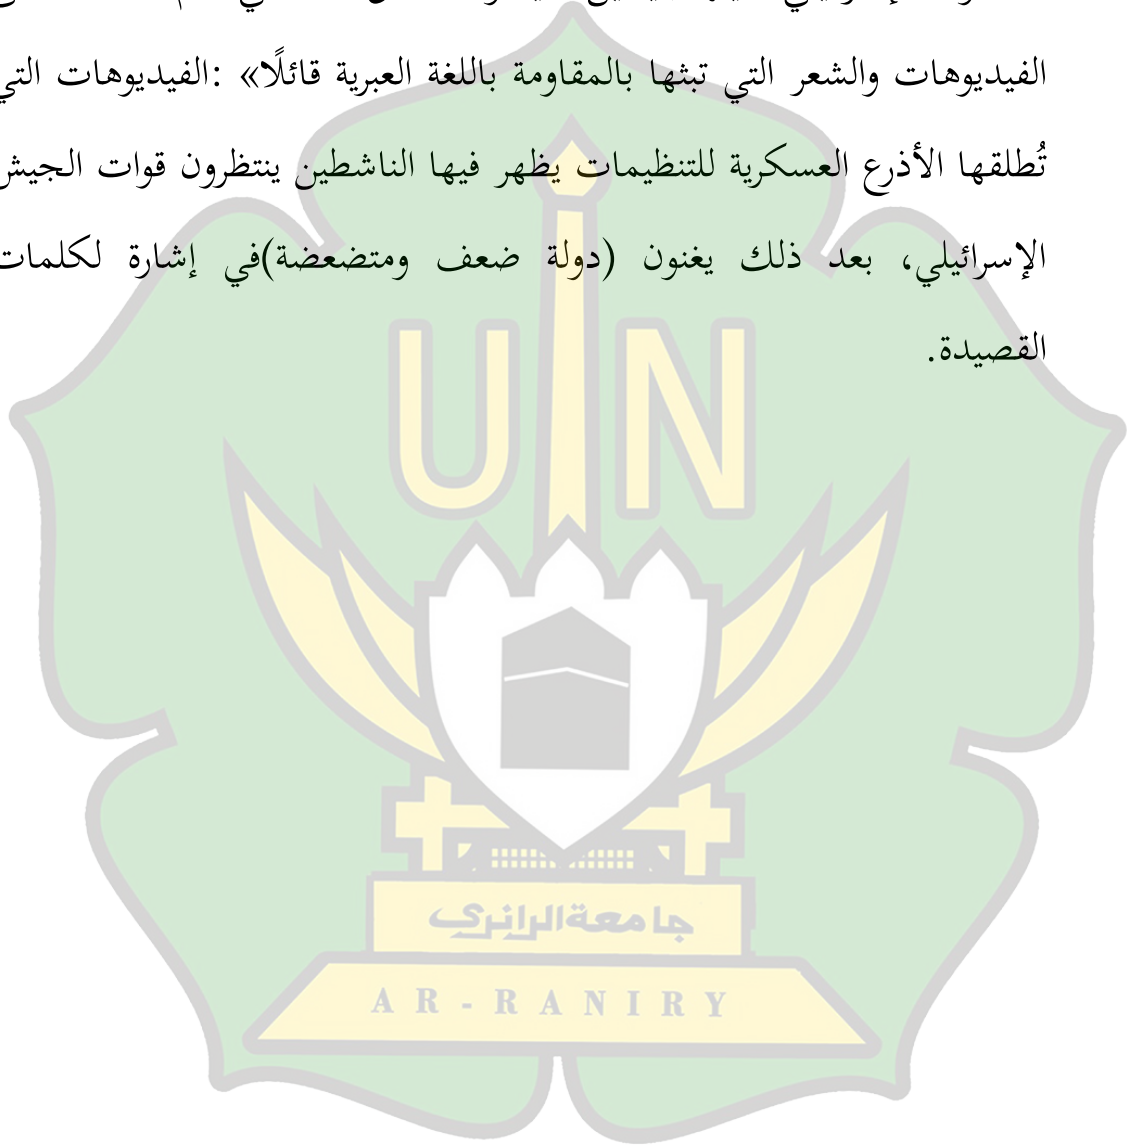 الفيديوهات والشعر التي تبثها بالمقاومة باللغة العبرية قائلًا» :الفيديوهات التي
تُطلقها الأذرع العسكرية للتنظيمات يظهر فيها الناشطين ينتظرون قوات الجيش
الإسرائيلي، بعد ذلك يغنون (دولة ضعف ومتضعضة)في إشارة لكلمات
القصيدة.
UIN
جامعة الرانري
AR-RANIRY